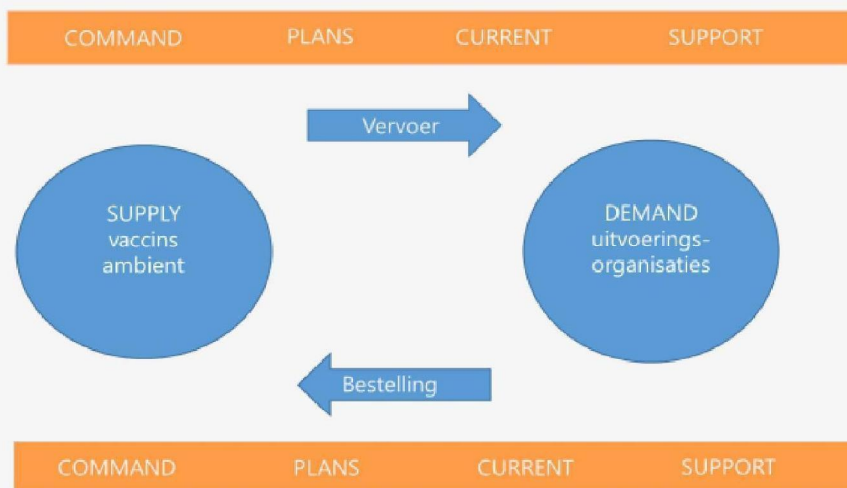 COMMAND PLANS CURRENT SUPPORT
Vervoer
SUPPLY
vaccins
ambient
DEMAND
uitvoerings-
organisaties
Bestelling
COMMAND PLANS CURRENT SUPPORT